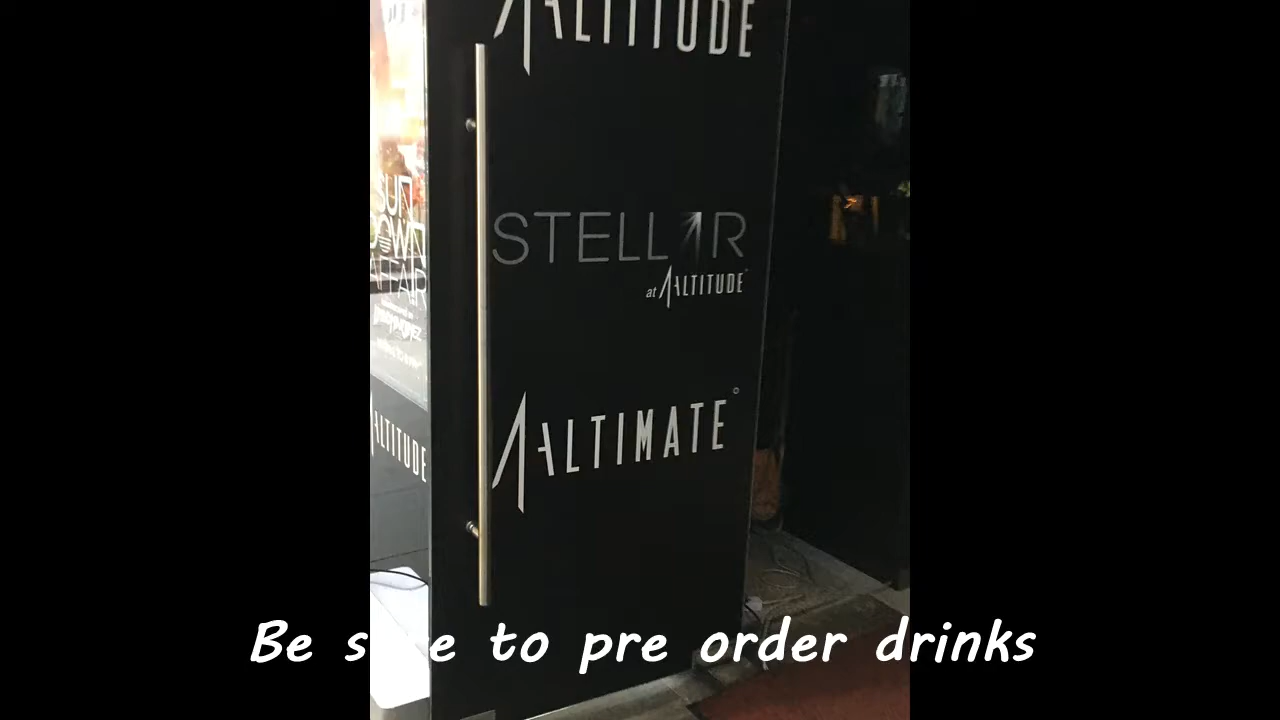 ALTITUDE
STELLAR
at ALTITUDE
ALTIMATE
SUN
DOWN
AFFAIR
ALTITUDE
Be sure to pre order drinks